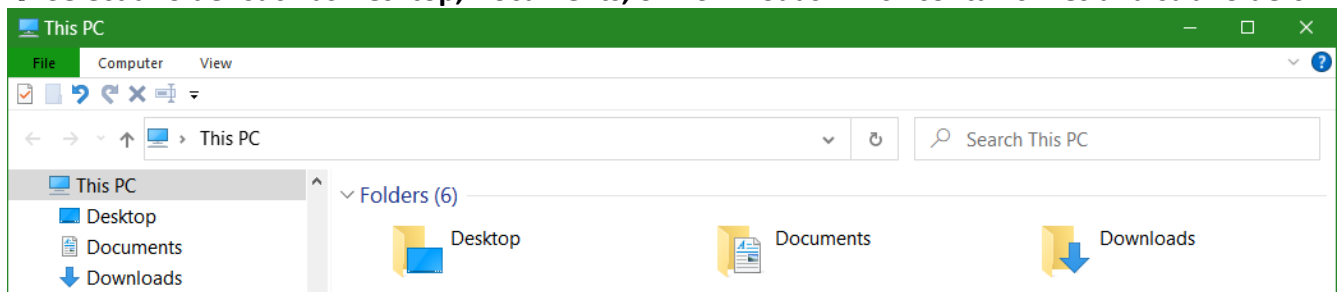 This PC
File Computer View
This PC
Search This PC
This PC
Desktop
Documents
Downloads
Folders (6)
Desktop
Documents
Downloads